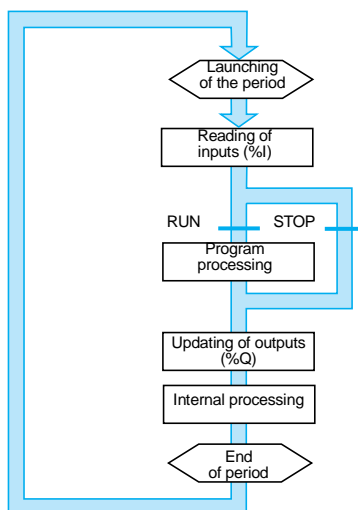 Launching
of the period
Reading of
inputs (%I)
RUN
STOP
Program
processing
Updating of outputs
(%Q)
Internal processing
End
of period